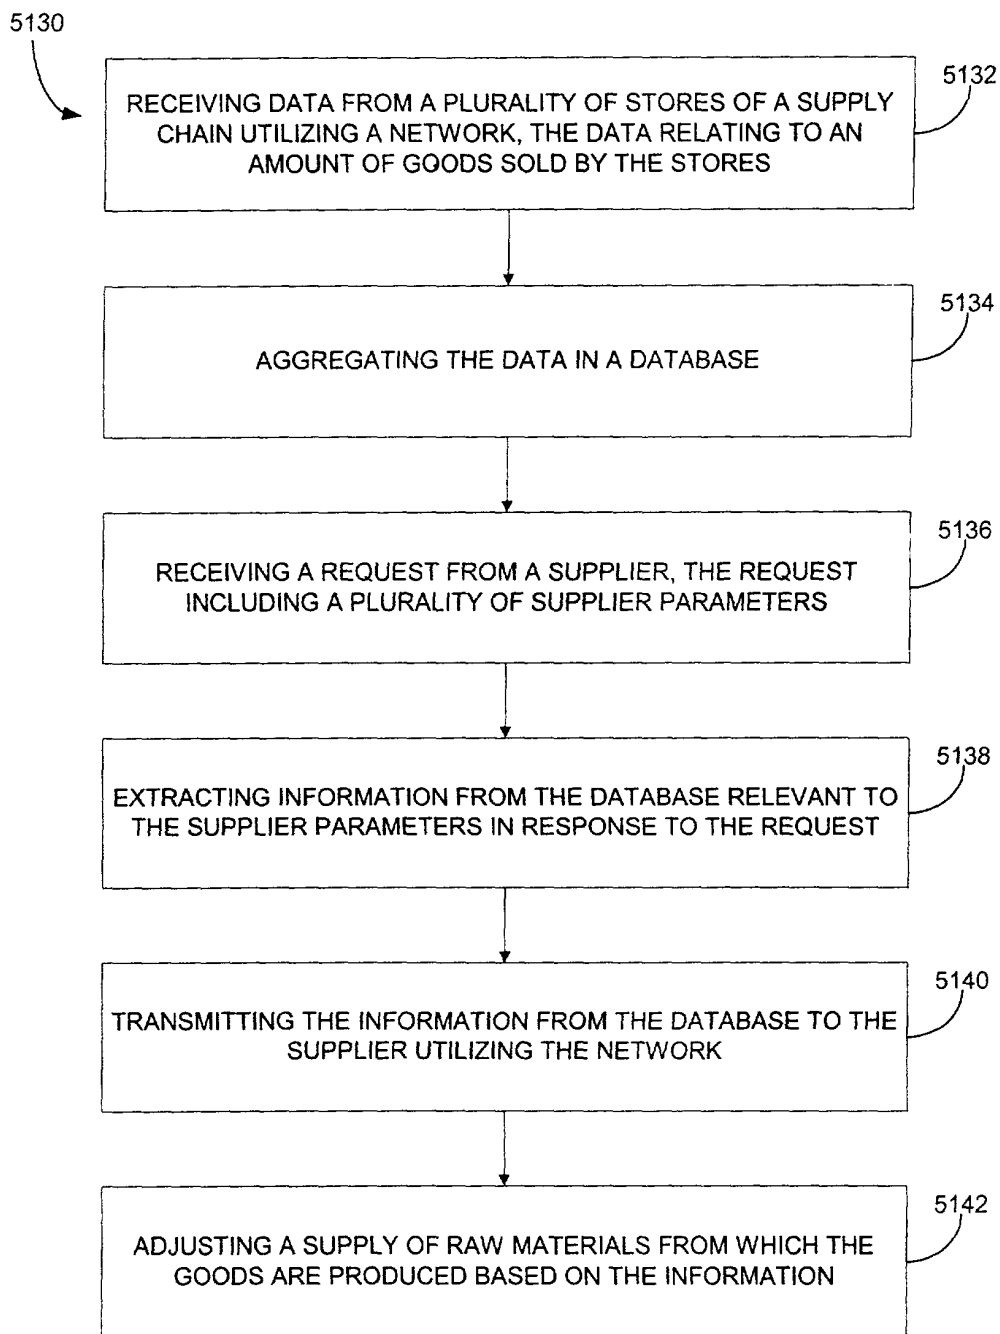 5130
5132
RECEIVING DATA FROM A PLURALITY OF STORES OF A SUPPLY
CHAIN UTILIZING A NETWORK, THE DATA RELATING TO AN
AMOUNT OF GOODS SOLD BY THE STORES
5134
AGGREGATING THE DATA IN A DATABASE
5136
RECEIVING A REQUEST FROM A SUPPLIER, THE REQUEST
INCLUDING A PLURALITY OF SUPPLIER PARAMETERS
5138
EXTRACTING INFORMATION FROM THE DATABASE RELEVANT TO
THE SUPPLIER PARAMETERS IN RESPONSE TO THE REQUEST
5140
TRANSMITTING THE INFORMATION FROM THE DATABASE TO THE
SUPPLIER UTILIZING THE NETWORK
5142
ADJUSTING A SUPPLY OF RAW MATERIALS FROM WHICH THE
GOODS ARE PRODUCED BASED ON THE INFORMATION